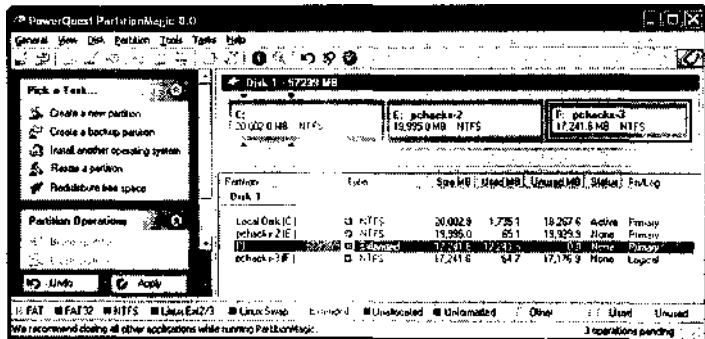 PowerQuest PartitionMagic 8.0
General View Disk Partition Tools Tasks Help
Pick a Task...
Create a new partition
Create a backup partition
Install another operating system
Resize a partition
Redistribute free space
Partition Operations
Undo Apply
Disk 1 - 57239 MB
C:
20,002.0 MB NTFS
E: pchacks-2
19,995.0 MB NTFS
F: pchacks-3
17,241.6 MB NTFS
Partition Type Size MB Used MB Unused MB Status Pri/Log
Disk 1
Local Disk (C:) NTFS 20,002.9 1,735.1 18,267.6 Active Primary
pchacks-2 (E:) NTFS 19,995.0 65.1 19,929.9 None Primary
Extended 17,241.6 None Primary
pchacks-3 (F:) NTFS 17,241.6 64.7 17,176.9 None Logical
FAT FAT32 NTFS Linux Ext2/3 Linux Swap Extended Unallocated Unformatted Other Used Unused
We recommend closing all other applications while running PartitionMagic.
3 operations pending